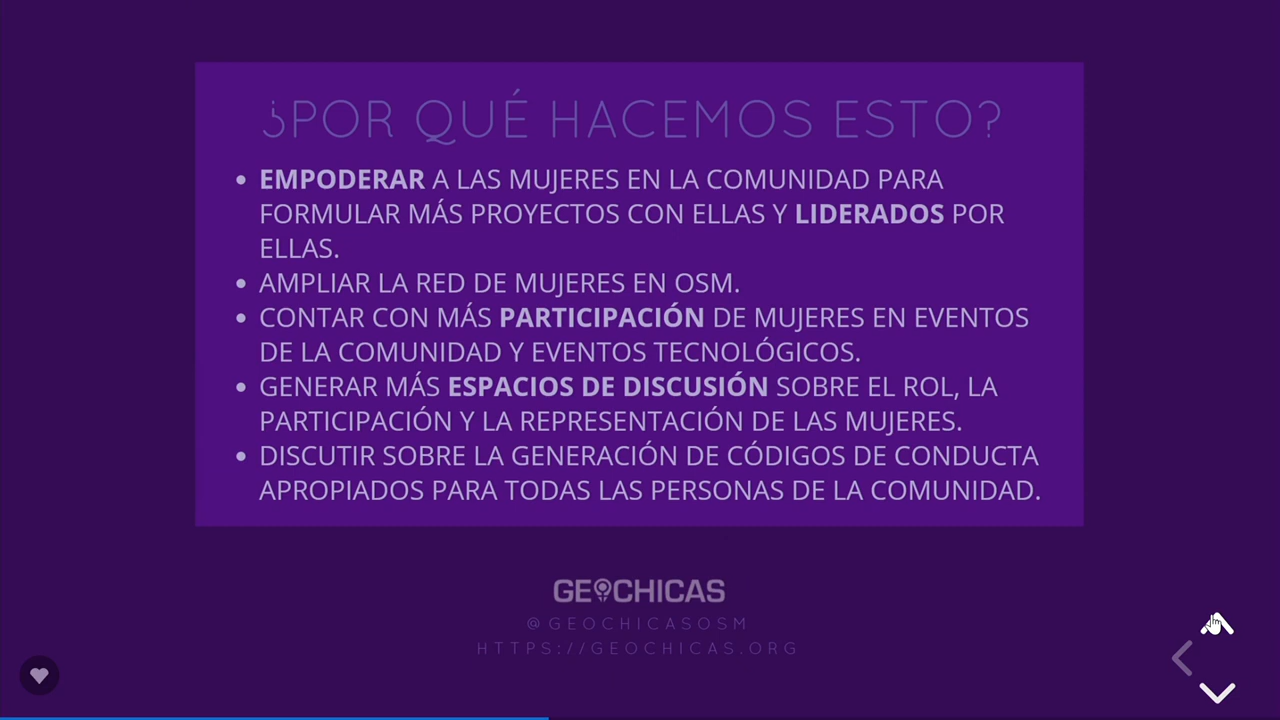 ¿POR QUÉ HACEMOS ESTO?
• EMPODERAR A LAS MUJERES EN LA COMUNIDAD PARA
FORMULAR MÁS PROYECTOS CON ELLAS Y LIDERADOS POR
ELLAS.
• AMPLIAR LA RED DE MUJERES EN OSM.
• CONTAR CON MÁS PARTICIPACIÓN DE MUJERES EN EVENTOS
DE LA COMUNIDAD Y EVENTOS TECNOLÓGICOS.
• GENERAR MÁS ESPACIOS DE DISCUSIÓN SOBRE EL ROL, LA
PARTICIPACIÓN Y LA REPRESENTACIÓN DE LAS MUJERES.
• DISCUTIR SOBRE LA GENERACIÓN DE CÓDIGOS DE CONDUCTA
APROPIADOS PARA TODAS LAS PERSONAS DE LA COMUNIDAD.
GEOCHICAS
@GEOCHICASOSM
HTTPS://GEOCHICAS.ORG